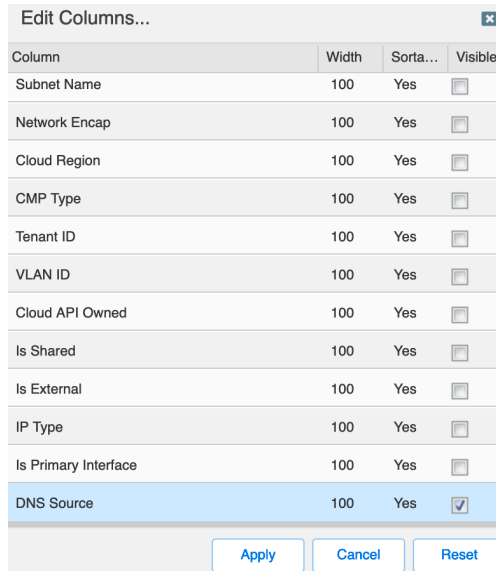 Edit Columns...
Column Width Sorta... Visible
Subnet Name 100 Yes
Network Encap 100 Yes
Cloud Region 100 Yes
CMP Type 100 Yes
Tenant ID 100 Yes
VLAN ID 100 Yes
Cloud API Owned 100 Yes
Is Shared 100 Yes
Is External 100 Yes
IP Type 100 Yes
Is Primary Interface 100 Yes
DNS Source 100 Yes
Apply Cancel Reset